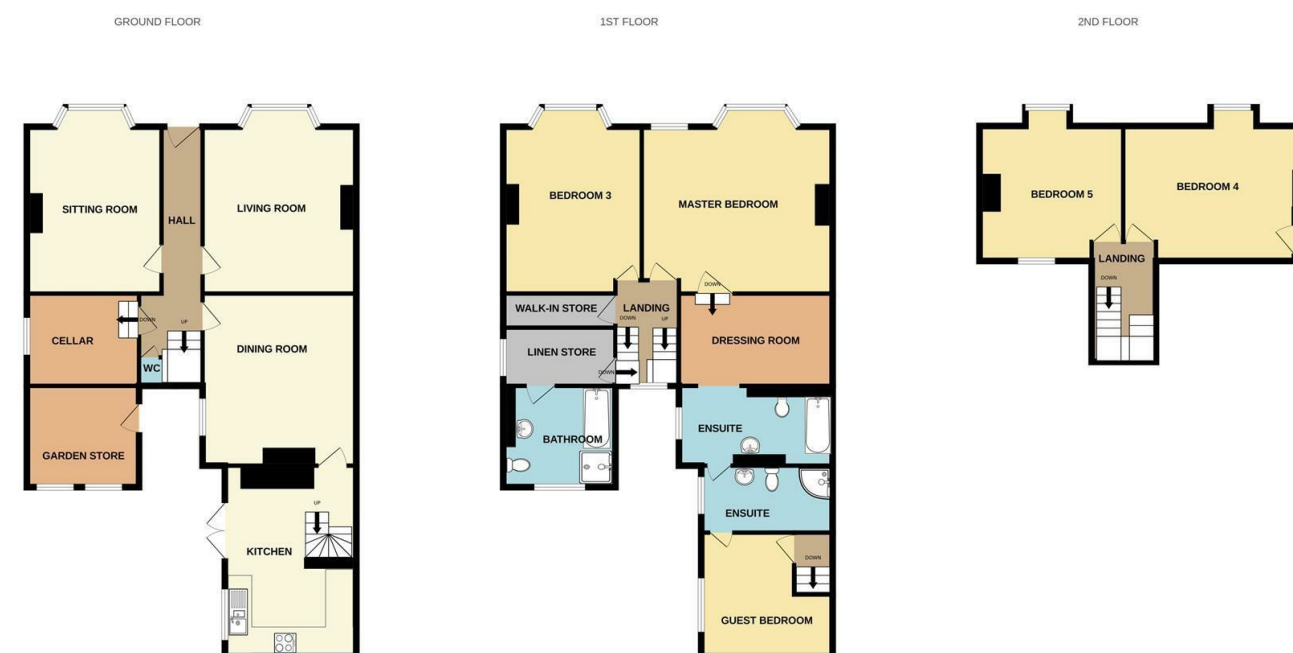 GROUND FLOOR
SITTING ROOM
HALL
LIVING ROOM
DOWN
UP
CELLAR
WC
DINING ROOM
GARDEN STORE
UP
KITCHEN
1ST FLOOR
BEDROOM 3
MASTER BEDROOM
DOWN
WALK-IN STORE
LANDING
DOWN
UP
LINEN STORE
DOWN
DRESSING ROOM
BATHROOM
ENSUITE
ENSUITE
DOWN
GUEST BEDROOM
2ND FLOOR
BEDROOM 5
BEDROOM 4
LANDING
DOWN